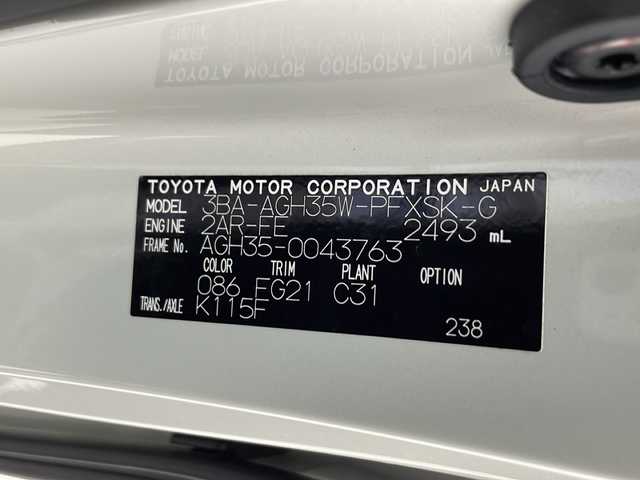 TOYOTA MOTOR CORPORATION JAPAN
MODEL 3BA-AGH35W-PFXSK-G
ENGINE 2AR-FE 2493 mL
FRAME No. AGH35-0043763
COLOR TRIM PLANT OPTION
086 FG21 C31
TRANS./AXLE K115F
238